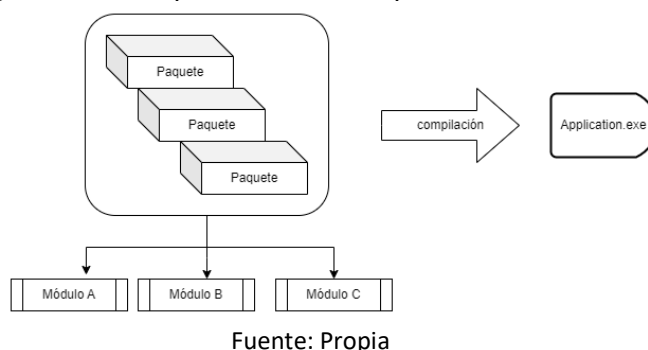 Paquete
Paquete
Paquete
compilación
Application.exe
Módulo A
Módulo B
Módulo C
Fuente: Propia